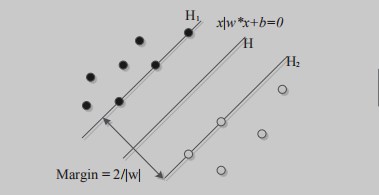 H₁
x|w*x+b=0
H
H₂
Margin = 2/|w|